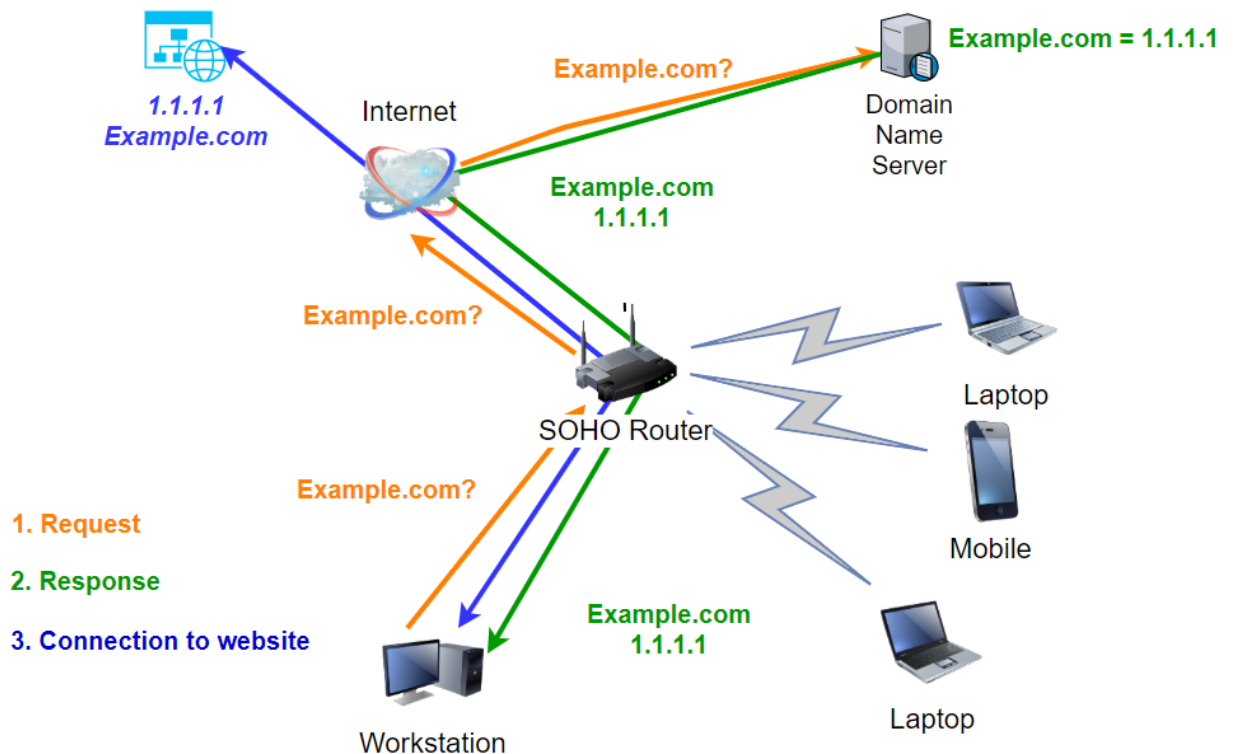 Example.com = 1.1.1.1
Example.com?
1.1.1.1
Example.com
Internet
Domain
Name
Server
Example.com
1.1.1.1
Example.com?
Laptop
SOHO Router
Example.com?
1. Request
Mobile
2. Response
Example.com
1.1.1.1
3. Connection to website
Laptop
Workstation